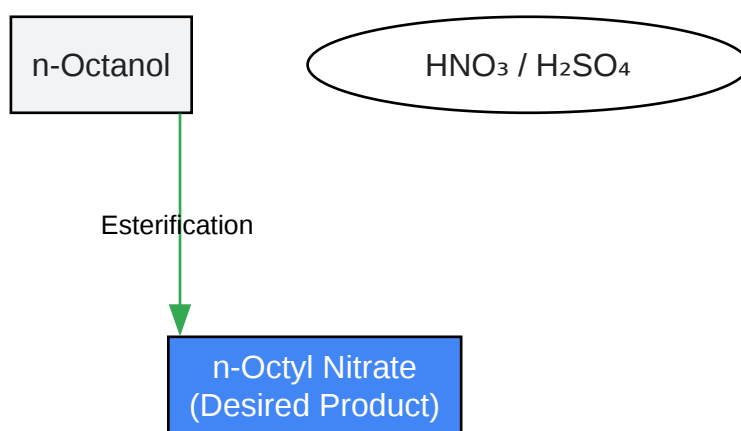 n-Octanol
HNO₃ / H₂SO₄
Esterification
n-Octyl Nitrate
(Desired Product)